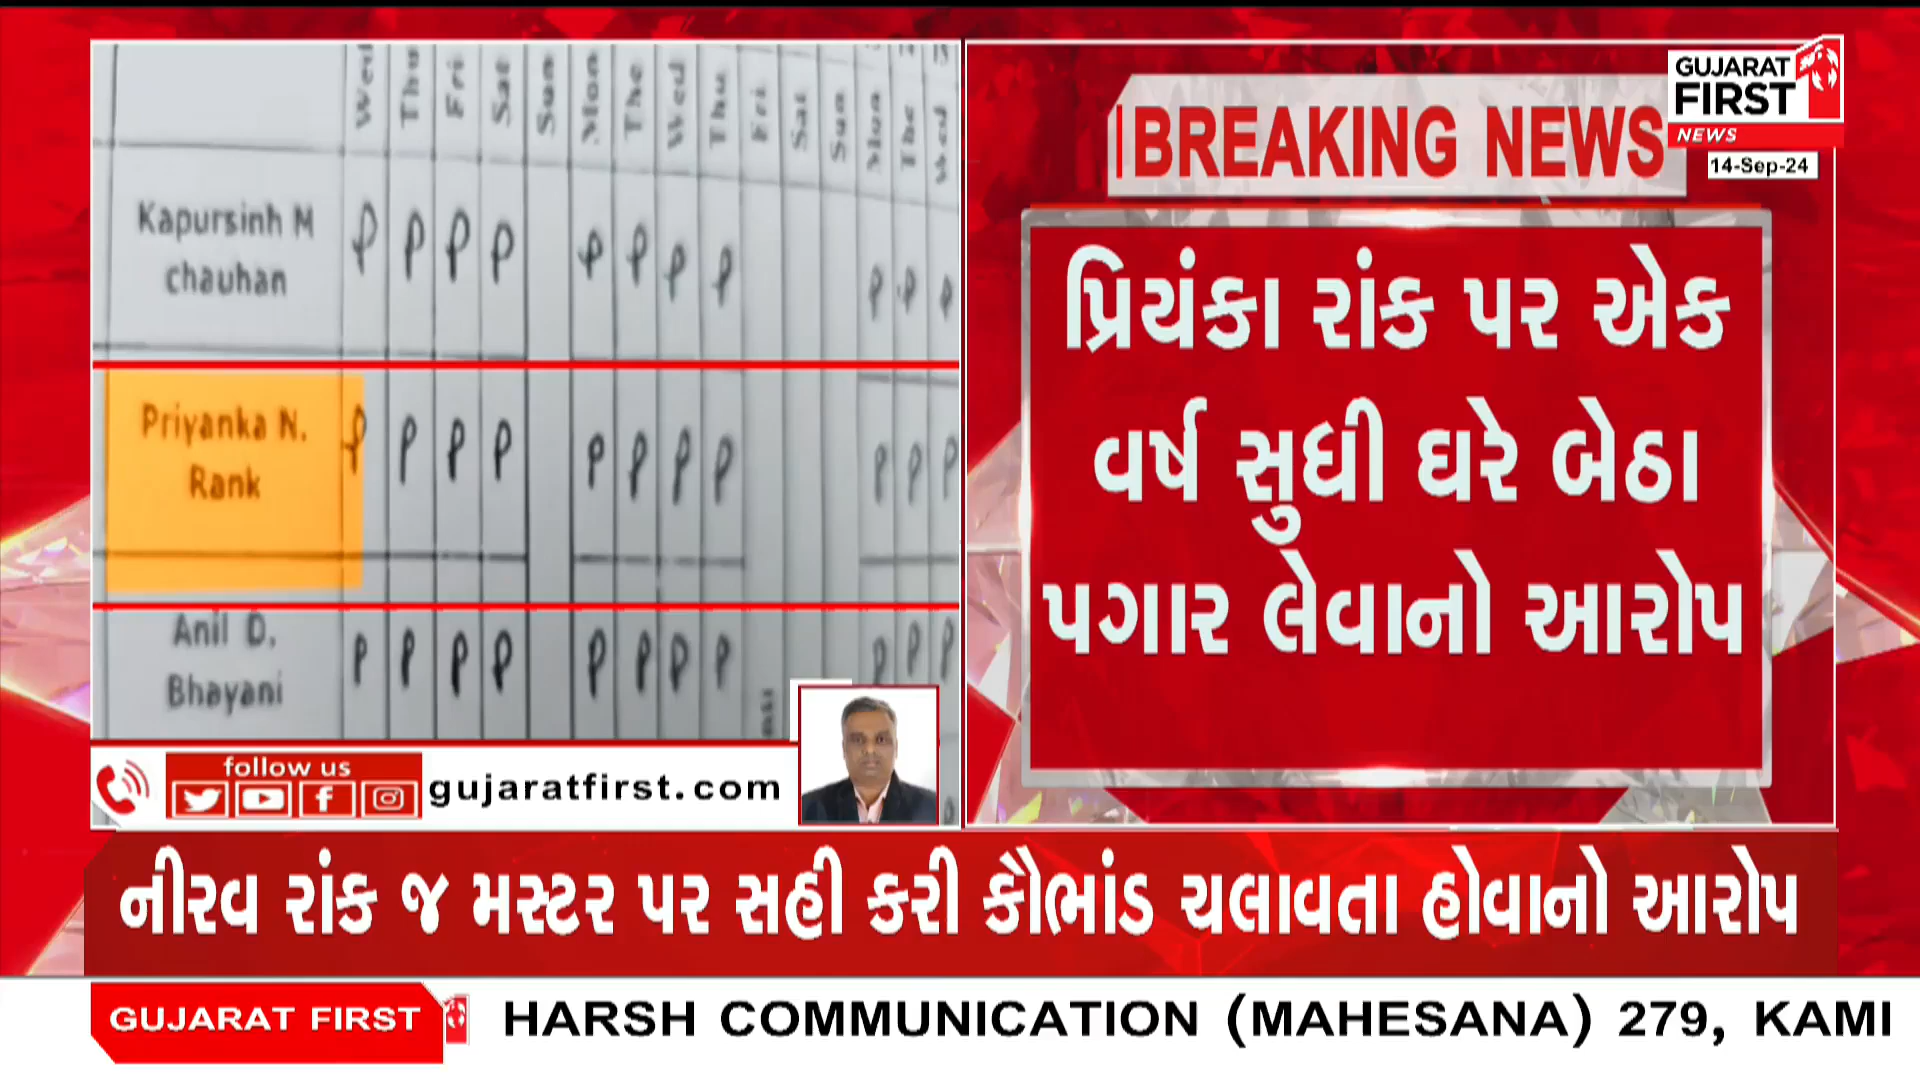 Wed Thu Fri Sat Sun Mon The Wed Thu Fri Sat Sun Mon The Wed
Kapursinh M
chauhan
P P P P P P P P P P P
Priyanka N.
Rank
P P P P P P P P P P P
Anil D.
Bhayani
P P P P P P P P P P P
follow us
gujaratfirst.com
BREAKING NEWS
GUJARAT
FIRST
NEWS
14-Sep-24
પ્રિયંકા રાંક પર એક
વર્ષ સુધી ઘરે બેઠા
પગાર લેવાનો આરોપ
નીરવ રાંક જ મસ્ટર પર સહી કરી કૌભાંડ ચલાવતા હોવાનો આરોપ
GUJARAT FIRST
HARSH COMMUNICATION (MAHESANA) 279, KAMI